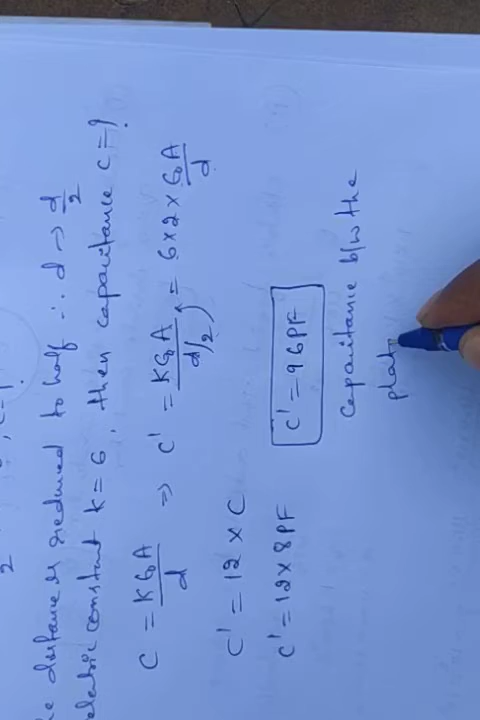 distance is reduced to half ∴ d → d/2
constant K = 6, then capacitance C = ?
C = Kε₀A/d ⇒ C' = Kε₀A/(d/2) = 6×2×ε₀A/d
C' = 12 × C
C' = 12×8PF
C' = 96PF
Capacitance b/w the
plat